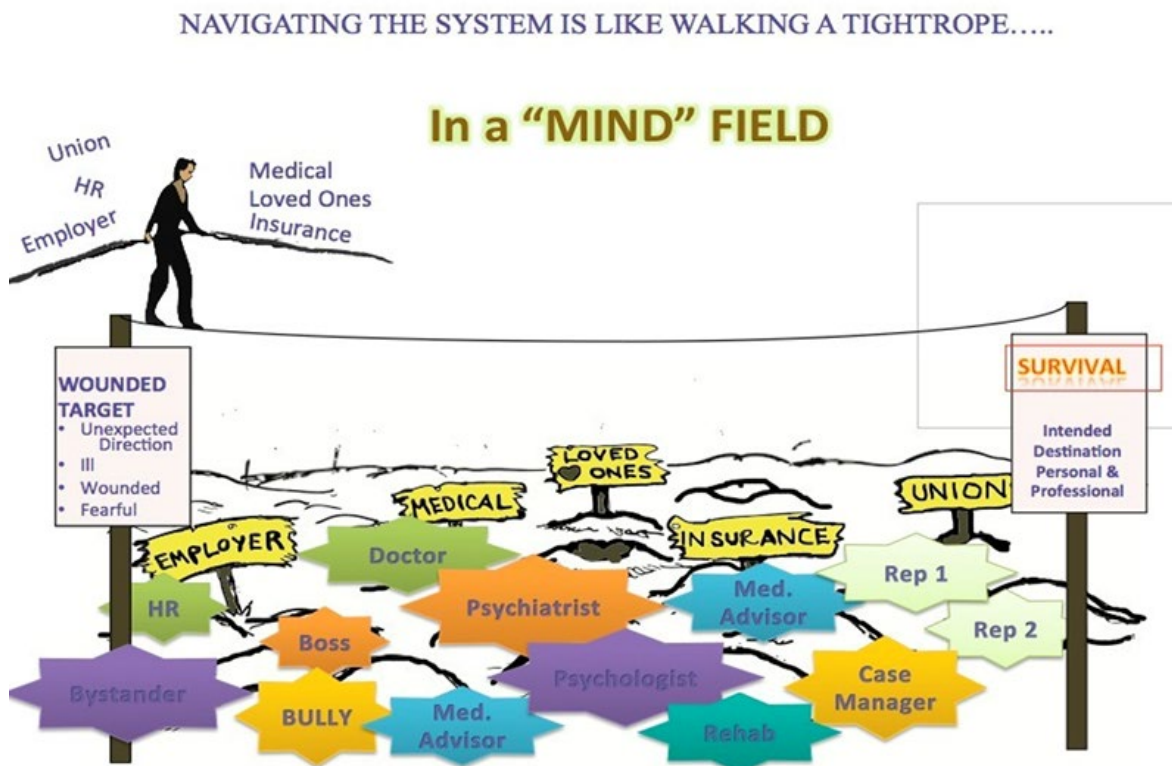 NAVIGATING THE SYSTEM IS LIKE WALKING A TIGHTROPE.....
In a “MIND” FIELD
Union
HR
Employer
Medical
Loved Ones
Insurance
WOUNDED
TARGET
• Unexpected
Direction
• Ill
• Wounded
• Fearful
SURVIVAL
Intended
Destination
Personal &
Professional
LOVED
ONES
MEDICAL
UNION
EMPLOYER
INSURANCE
Doctor
HR
Psychiatrist
Med.
Advisor
Rep 1
Boss
Rep 2
Bystander
BULLY
Med.
Advisor
Psychologist
Rehab
Case
Manager